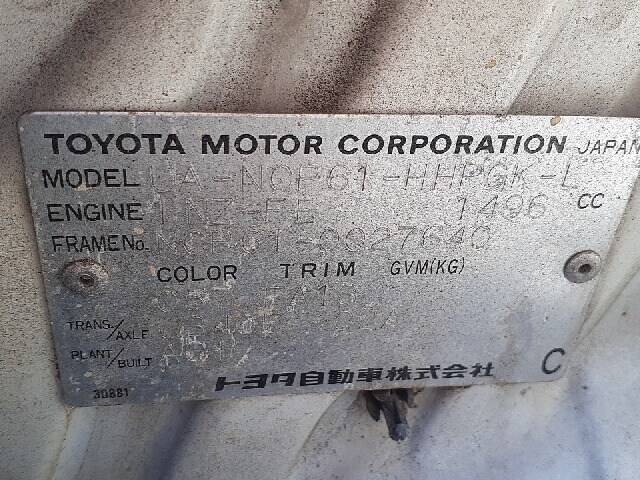 TOYOTA MOTOR CORPORATION JAPAN
MODEL UA-NCP61-HHPGK-L
ENGINE 1NZ-FE 1496 CC
FRAME No. NCP61-0027640
COLOR TRIM GVM(KG)
TRANS./AXLE
PLANT/BUILT
トヨタ自動車株式会社 C
30881